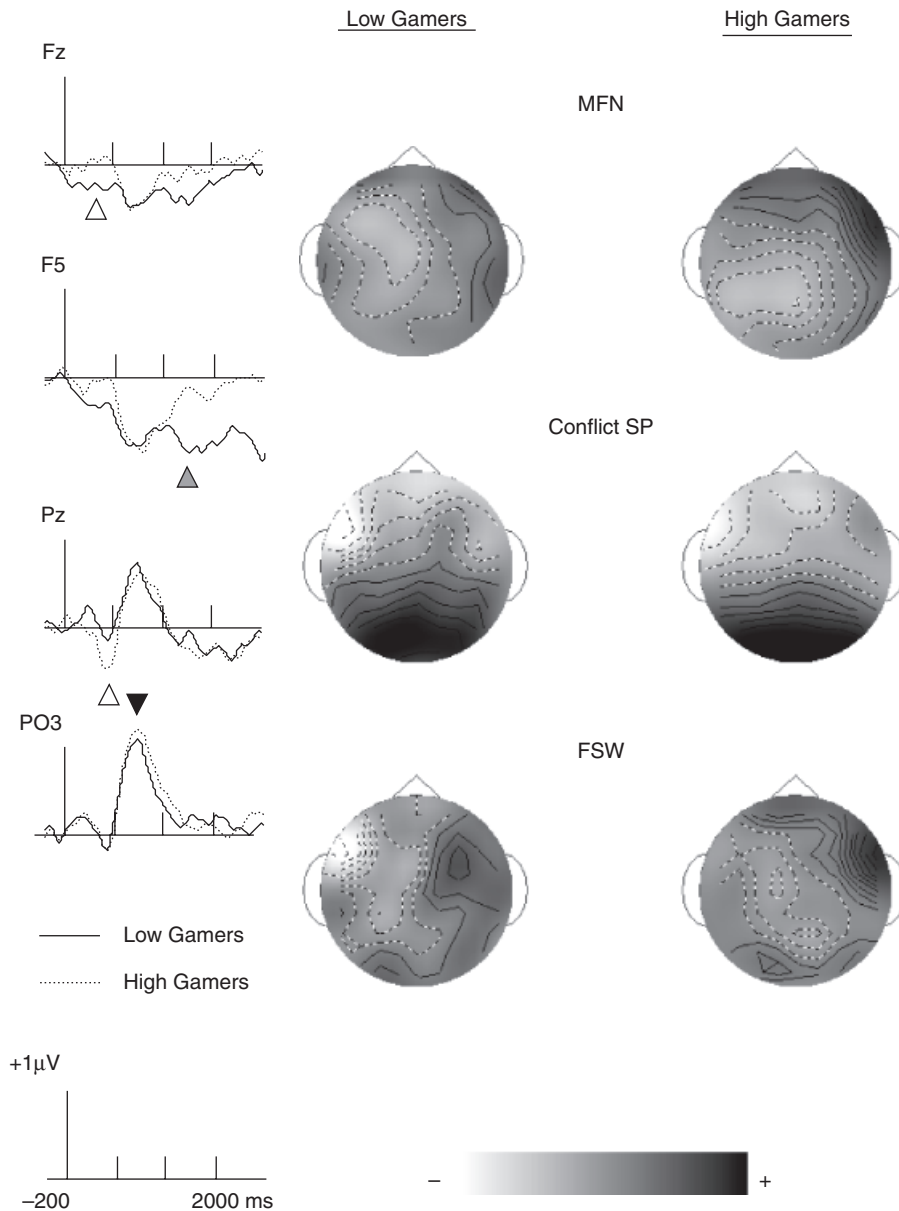 Low Gamers
High Gamers
Fz
MFN
F5
Conflict SP
Pz
PO3
FSW
Low Gamers
High Gamers
+1μV
–200
2000 ms
–
+